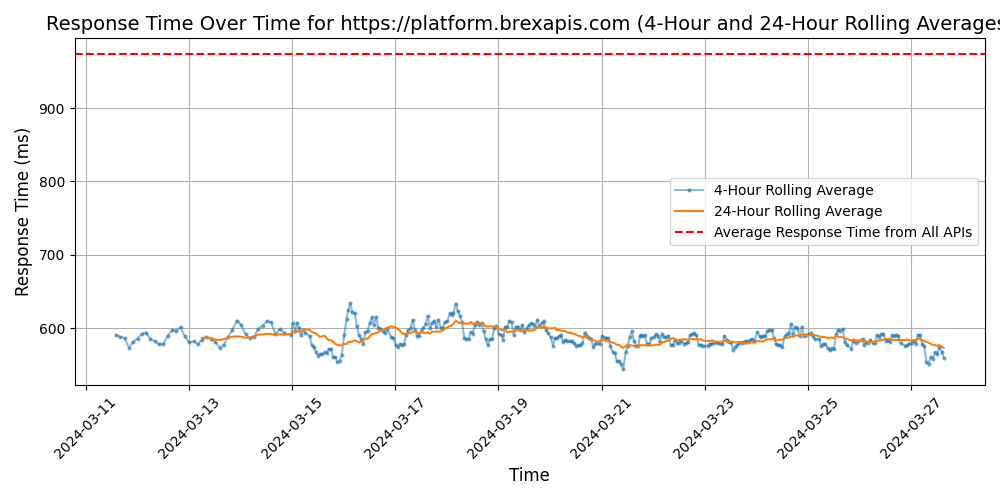 Response Time Over Time for https://platform.brexapis.com (4-Hour and 24-Hour Rolling Averages
Response Time (ms)
900
800
700
600
4-Hour Rolling Average
24-Hour Rolling Average
Average Response Time from All APIs
2024-03-11
2024-03-13
2024-03-15
2024-03-17
2024-03-19
2024-03-21
2024-03-23
2024-03-25
2024-03-27
Time